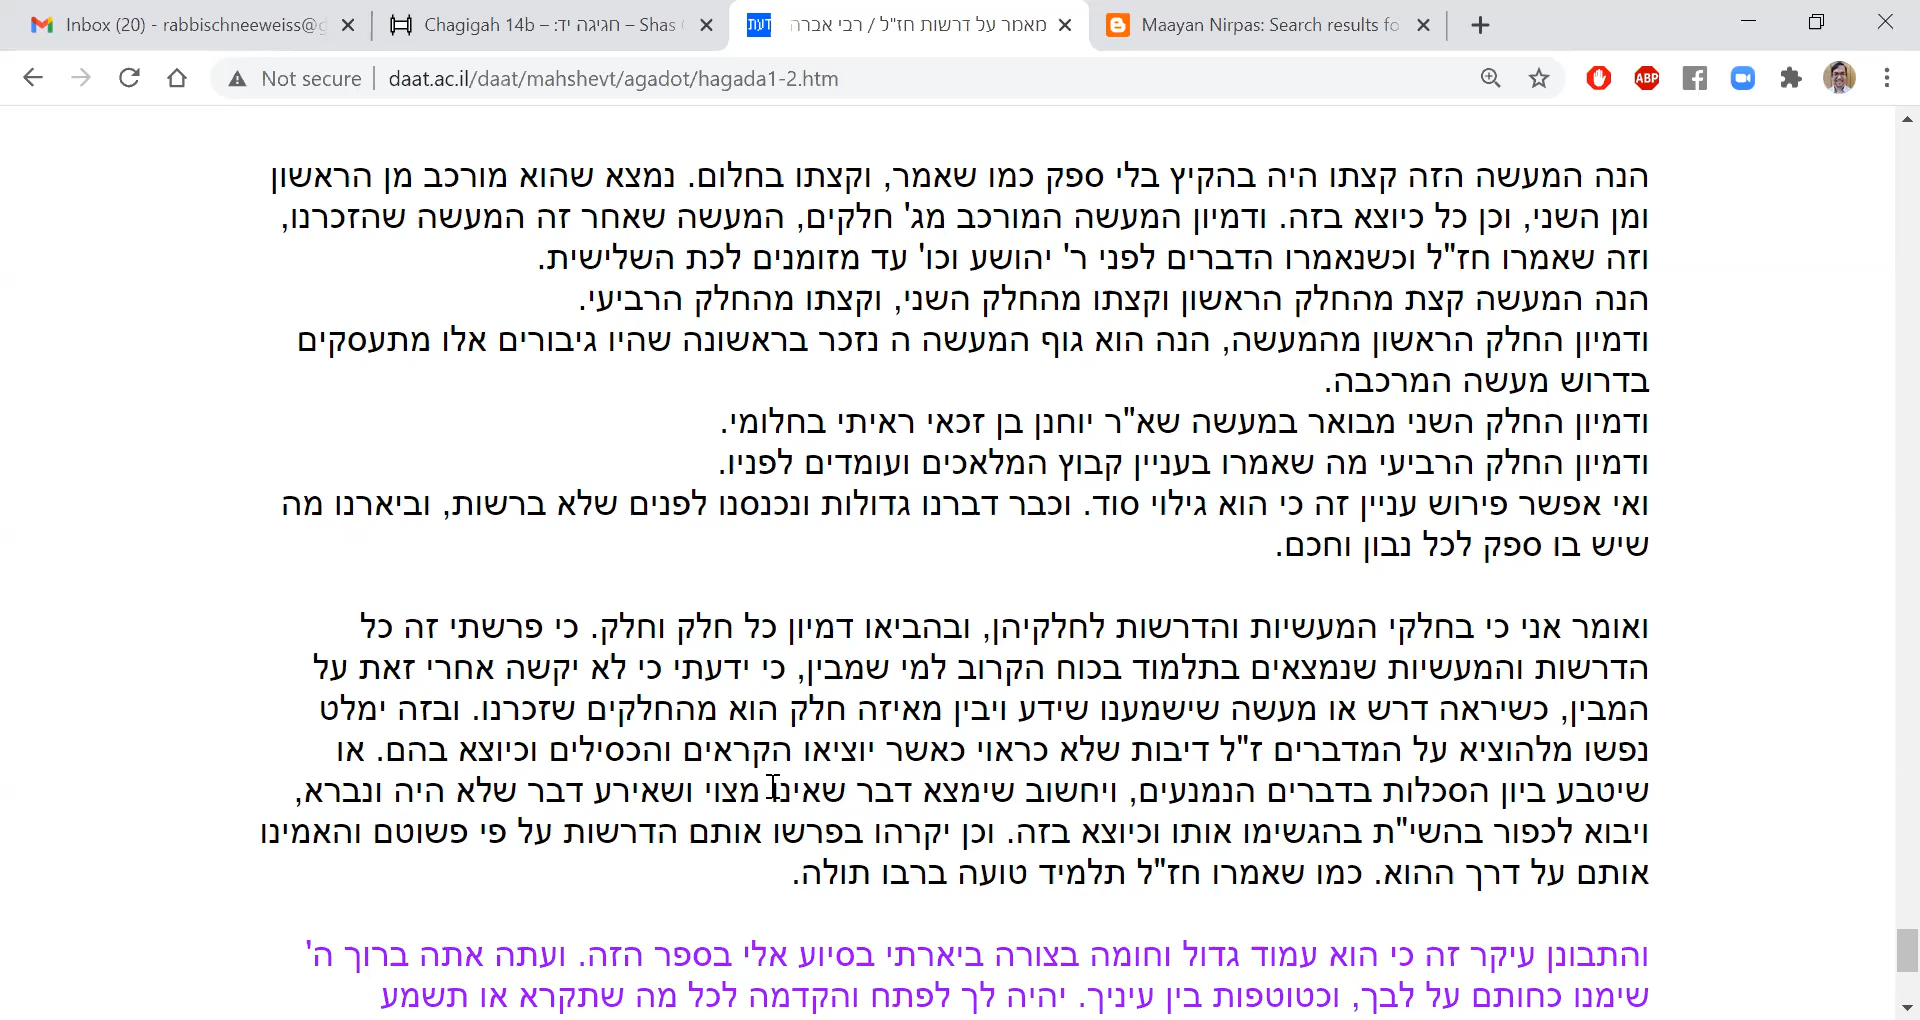 Inbox (20) - rabbischneeweiss@g
Chagigah 14b – :חגיגה יד – Shas
דעת
מאמר על דרשות חז"ל / רבי אברה
Maayan Nirpas: Search results fo
Not secure
daat.ac.il/daat/mahshevt/agadot/hagada1-2.htm
ABP
הנה המעשה הזה קצתו היה בהקיץ בלי ספק כמו שאמר, וקצתו בחלום. נמצא שהוא מורכב מן הראשון
ומן השני, וכן כל כיוצא בזה. ודמיון המעשה המורכב מג' חלקים, המעשה שאחר זה המעשה שהזכרנו,
וזה שאמרו חז"ל וכשנאמרו הדברים לפני ר' יהושע וכו' עד מזומנים לכת השלישית.
הנה המעשה קצת מהחלק הראשון וקצתו מהחלק השני, וקצתו מהחלק הרביעי.
ודמיון החלק הראשון מהמעשה, הנה הוא גוף המעשה ה נזכר בראשונה שהיו גיבורים אלו מתעסקים
בדרוש מעשה המרכבה.
ודמיון החלק השני מבואר במעשה שא"ר יוחנן בן זכאי ראיתי בחלומי.
ודמיון החלק הרביעי מה שאמרו בעניין קבוץ המלאכים ועומדים לפניו.
ואי אפשר פירוש עניין זה כי הוא גילוי סוד. וכבר דברנו גדולות ונכנסנו לפנים שלא ברשות, וביארנו מה
שיש בו ספק לכל נבון וחכם.
ואומר אני כי בחלקי המעשיות והדרשות לחלקיהן, ובהביאו דמיון כל חלק וחלק. כי פרשתי זה כל
הדרשות והמעשיות שנמצאים בתלמוד בכוח הקרוב למי שמבין, כי ידעתי כי לא יקשה אחרי זאת על
המבין, כשיראה דרש או מעשה שישמענו שידע ויבין מאיזה חלק הוא מהחלקים שזכרנו. ובזה ימלט
נפשו מלהוציא על המדברים ז"ל דיבות שלא כראוי כאשר יוציאו הקראים והכסילים וכיוצא בהם. או
שיטבע ביון הסכלות בדברים הנמנעים, ויחשוב שימצא דבר שאינו מצוי ושאירע דבר שלא היה ונברא,
ויבוא לכפור בהשי"ת בהגשימו אותו וכיוצא בזה. וכן יקרהו בפרשו אותם הדרשות על פי פשוטם והאמינו
אותם על דרך ההוא. כמו שאמרו חז"ל תלמיד טועה ברבו תולה.
והתבונן עיקר זה כי הוא עמוד גדול וחומה בצורה ביארתי בסיוע אלי בספר הזה. ועתה אתה ברוך ה'
שימנו כחותם על לבך, וכטוטפות בין עיניך. יהיה לך לפתח והקדמה לכל מה שתקרא או תשמע